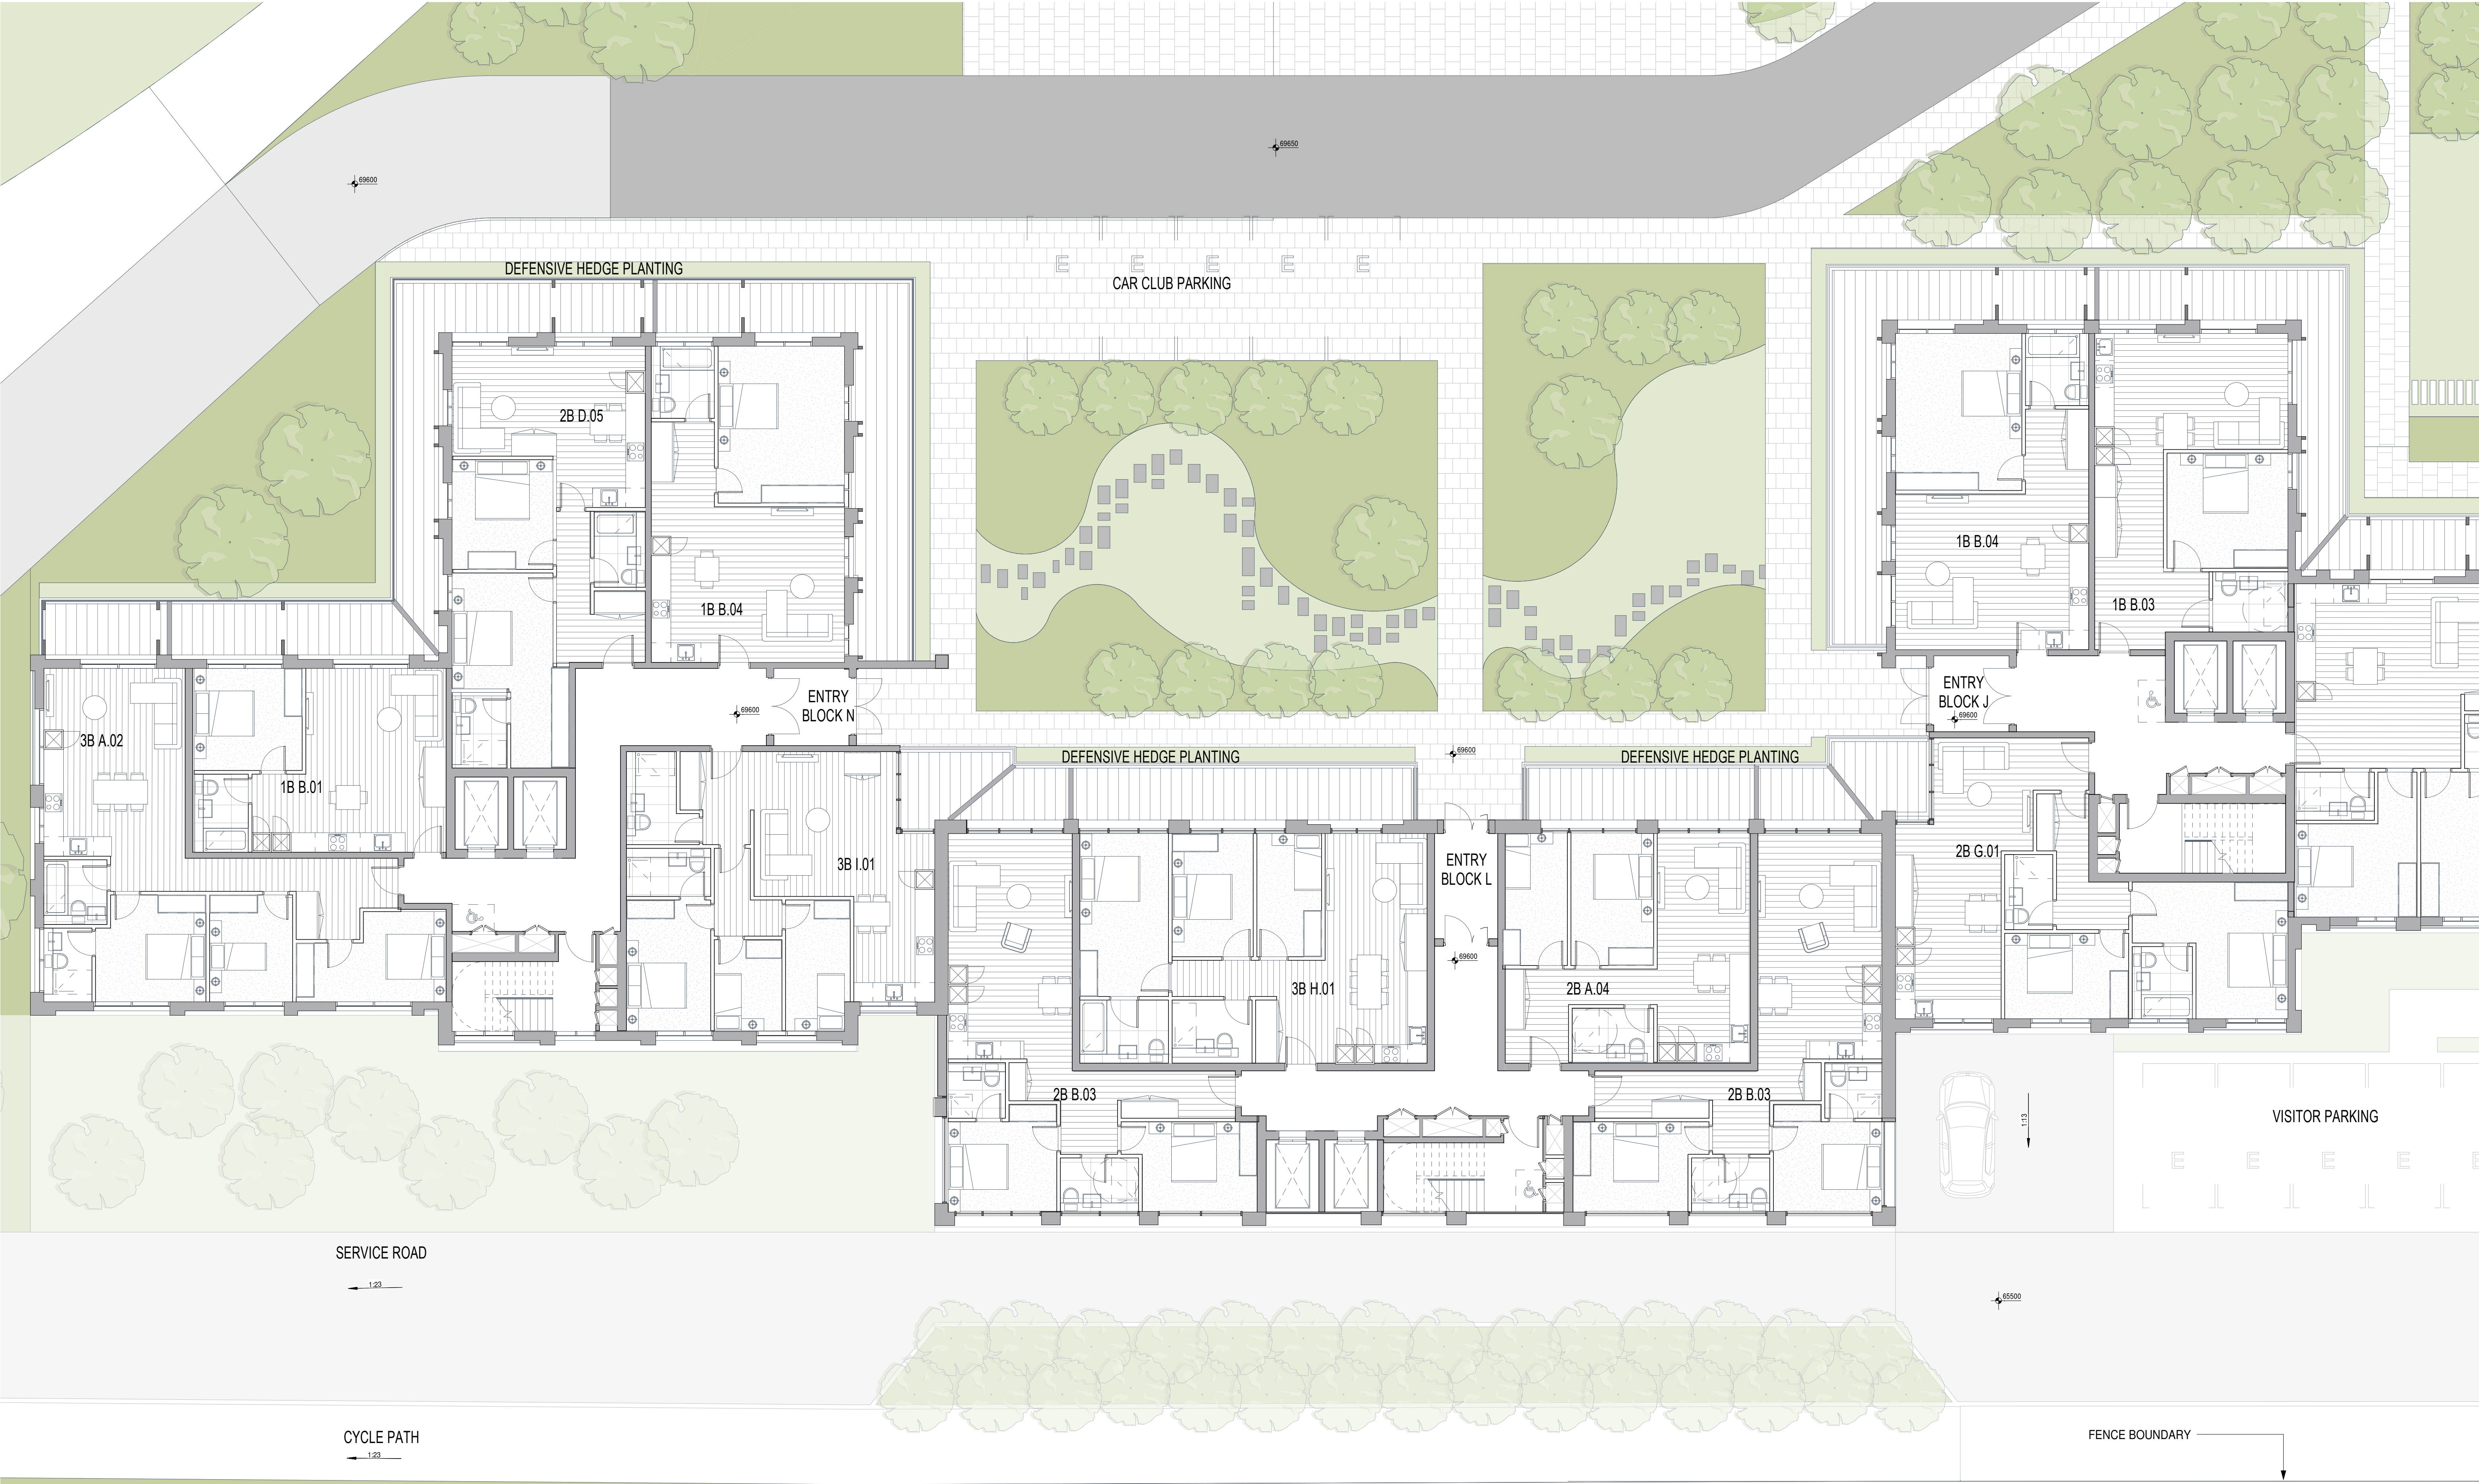 69650
69600
DEFENSIVE HEDGE PLANTING
E E E E E
CAR CLUB PARKING
2B D.05
1B B.04
1B B.04
1B B.03
ENTRY
BLOCK N
69600
ENTRY
BLOCK J
69600
3B A.02
1B B.01
DEFENSIVE HEDGE PLANTING
69600
DEFENSIVE HEDGE PLANTING
3B I.01
ENTRY
BLOCK L
2B G.01
69600
3B H.01
2B A.04
2B B.03
2B B.03
1:13
VISITOR PARKING
E E E E E
SERVICE ROAD
1:23
65500
CYCLE PATH
1:23
FENCE BOUNDARY